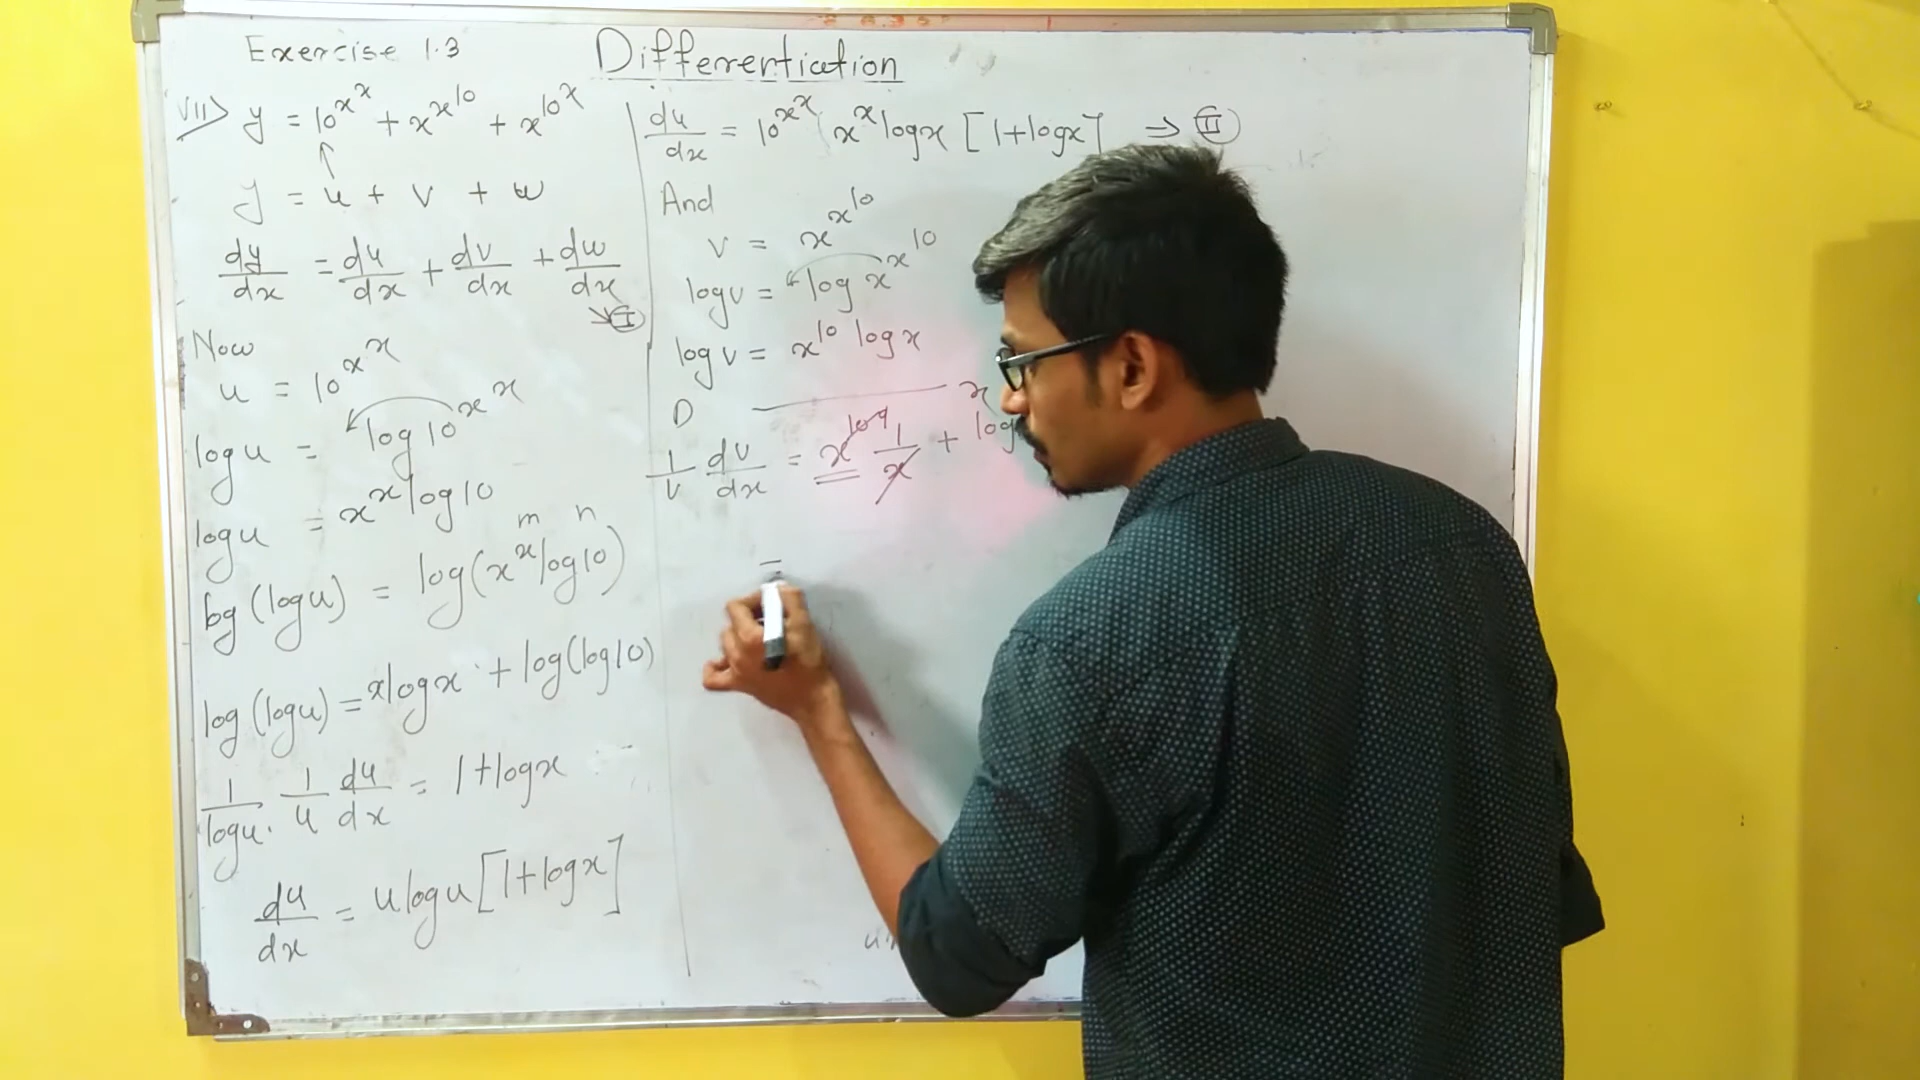 Exercise 1.3
Differentiation
VII) y = 10^x^x + x^x^10 + x^10^x
y = u + v + w
dy/dx = du/dx + dv/dx + dw/dx
→ (I)
Now
u = 10^x^x
log u = log 10^x^x
log u = x^x log 10
m n
log (log u) = log (x^x log 10)
log (log u) = x log x + log (log 10)
1/log u . 1/u du/dx = 1 + log x
du/dx = u log u [1 + log x]
du/dx = 10^x^x x^x log x [1 + log x] ⇒ (II)
And
v = x^x^10
log v = log x^x^10
log v = x^10 log x
D
1/v dv/dx = x^10 9 1/x + log
=